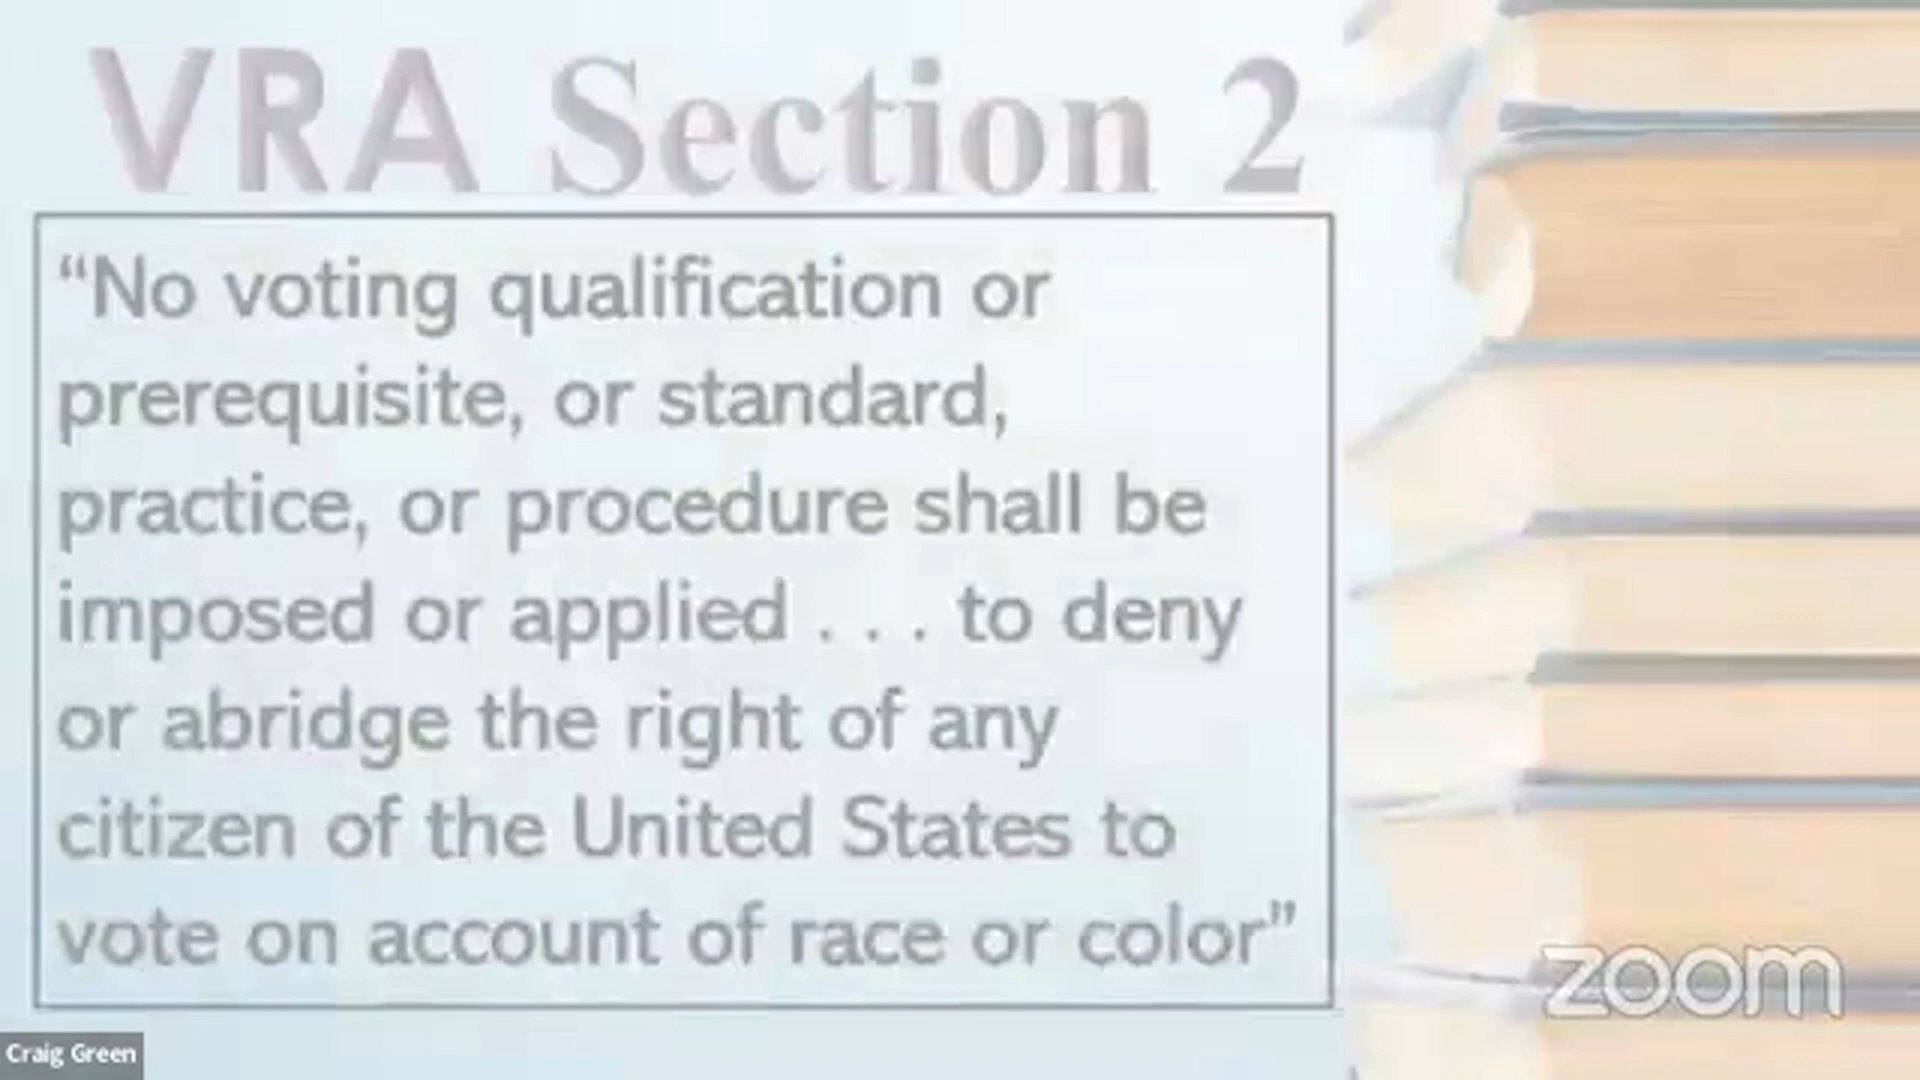 VRA Section 2
“No voting qualification or
prerequisite, or standard,
practice, or procedure shall be
imposed or applied . . . to deny
or abridge the right of any
citizen of the United States to
vote on account of race or color”
zoom
Craig Green